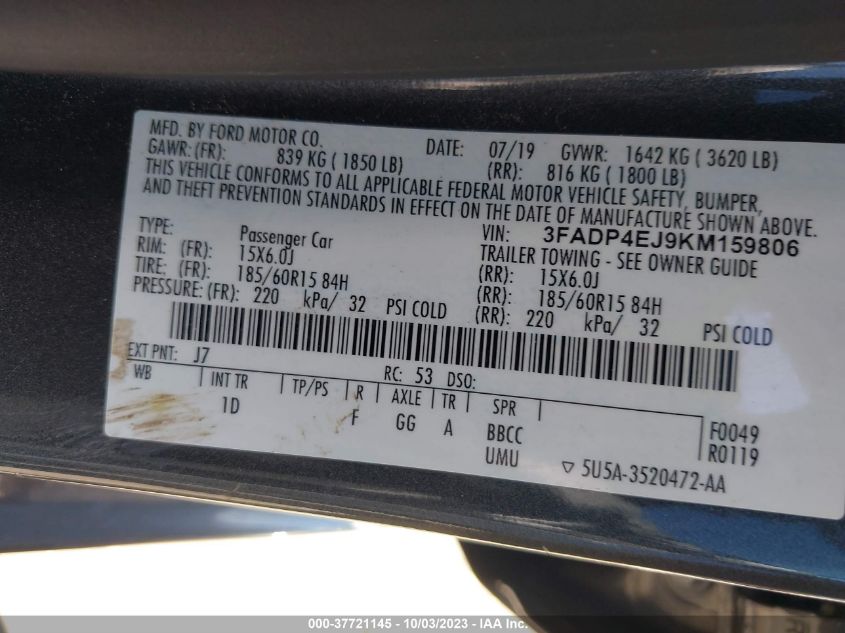 MFD. BY FORD MOTOR CO.
DATE: 07/19 GVWR: 1642 KG ( 3620 LB)
GAWR: (FR): 839 KG ( 1850 LB) (RR): 816 KG ( 1800 LB)
THIS VEHICLE CONFORMS TO ALL APPLICABLE FEDERAL MOTOR VEHICLE SAFETY, BUMPER,
AND THEFT PREVENTION STANDARDS IN EFFECT ON THE DATE OF MANUFACTURE SHOWN ABOVE.
VIN: 3FADP4EJ9KM159806
TYPE: Passenger Car TRAILER TOWING - SEE OWNER GUIDE
RIM: (FR): 15X6.0J (RR): 15X6.0J
TIRE: (FR): 185/60R15 84H (RR): 185/60R15 84H
PRESSURE: (FR): 220 kPa/ 32 PSI COLD (RR): 220 kPa/ 32 PSI COLD
EXT PNT: J7 RC: 53 DSO:
WB INT TR TP/PS R AXLE TR SPR
1D F GG A BBCC F0049
UMU R0119
5U5A-3520472-AA
000-37721145 - 10/03/2023 - IAA Inc.